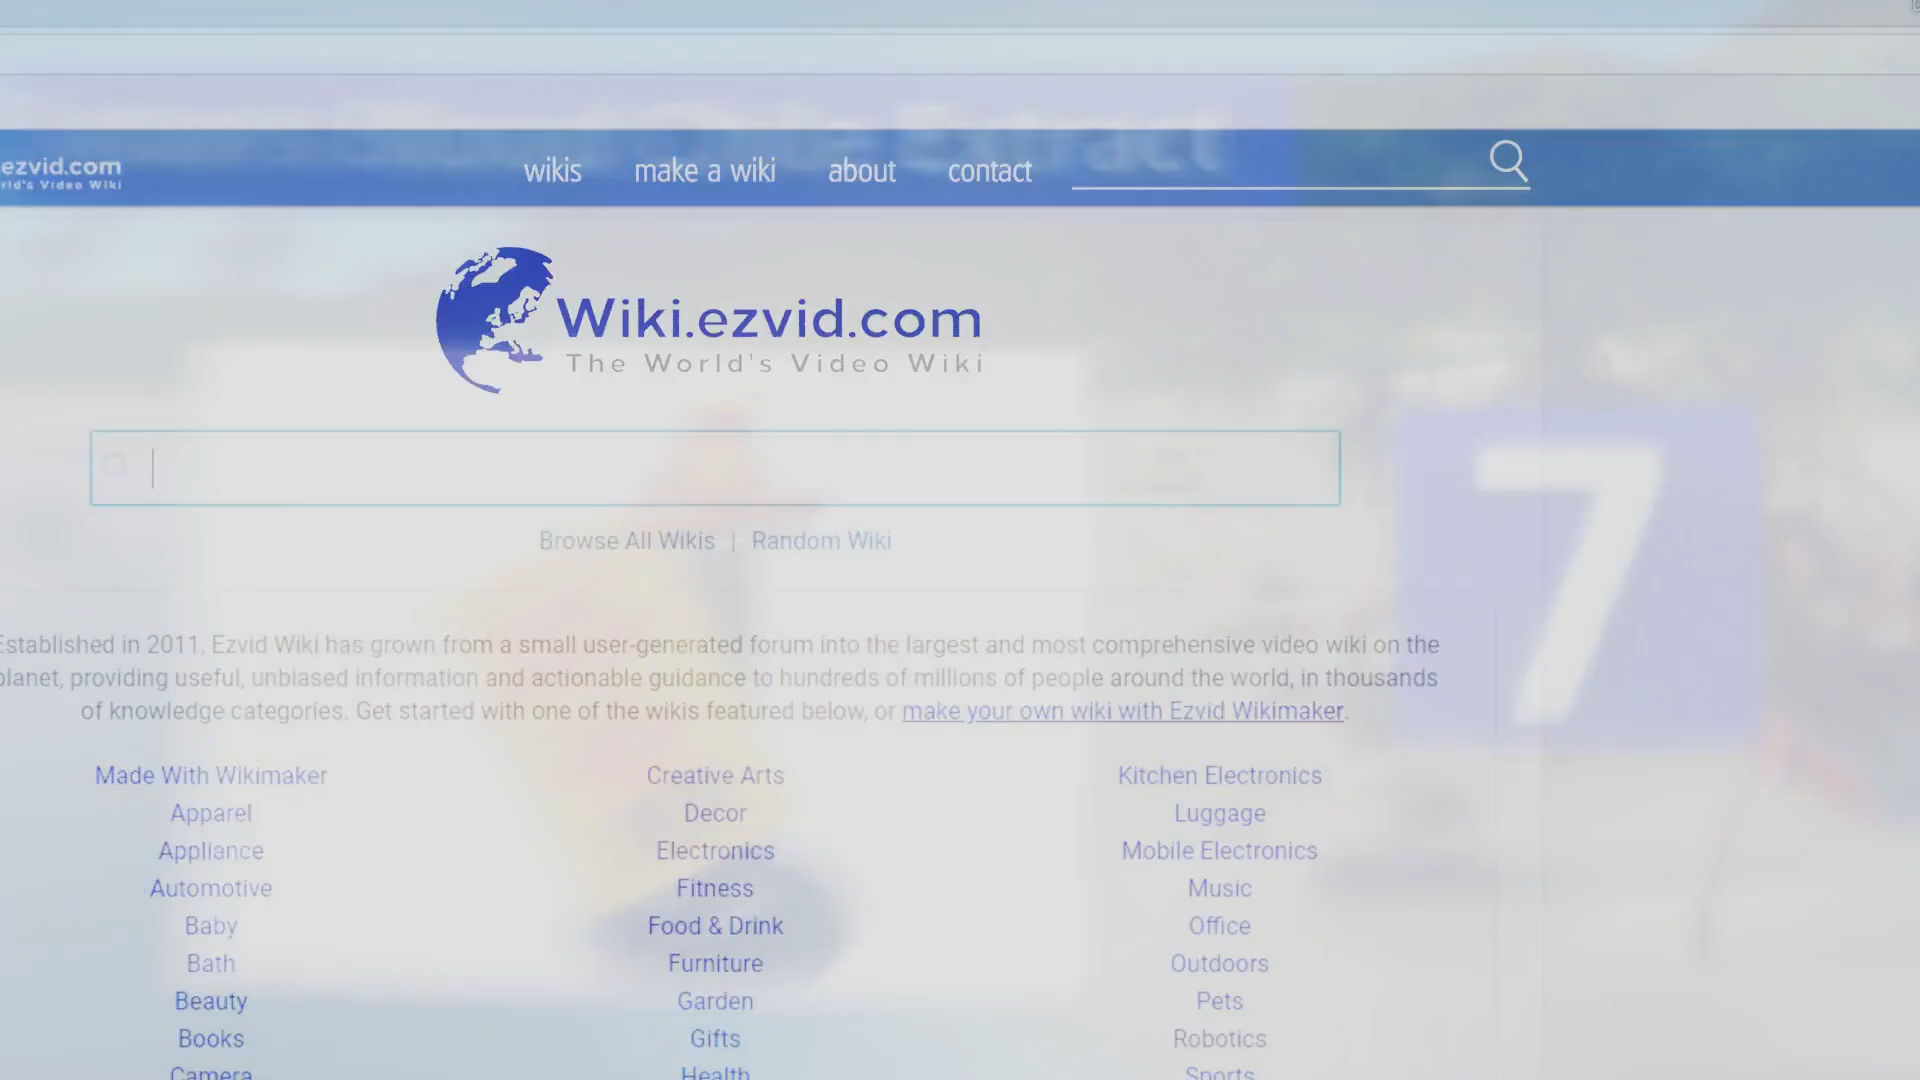 ezvid.com
wikis make a wiki about contact
Wiki.ezvid.com
The World's Video Wiki
Browse All Wikis | Random Wiki
7
Established in 2011, Ezvid Wiki has grown from a small user-generated forum into the largest and most comprehensive video wiki on the
planet, providing useful, unbiased information and actionable guidance to hundreds of millions of people around the world, in thousands
of knowledge categories. Get started with one of the wikis featured below, or make your own wiki with Ezvid Wikimaker.
Made With Wikimaker Creative Arts Kitchen Electronics
Apparel Decor Luggage
Appliance Electronics Mobile Electronics
Automotive Fitness Music
Baby Food & Drink Office
Bath Furniture Outdoors
Beauty Garden Pets
Books Gifts Robotics
Camera Health Sports